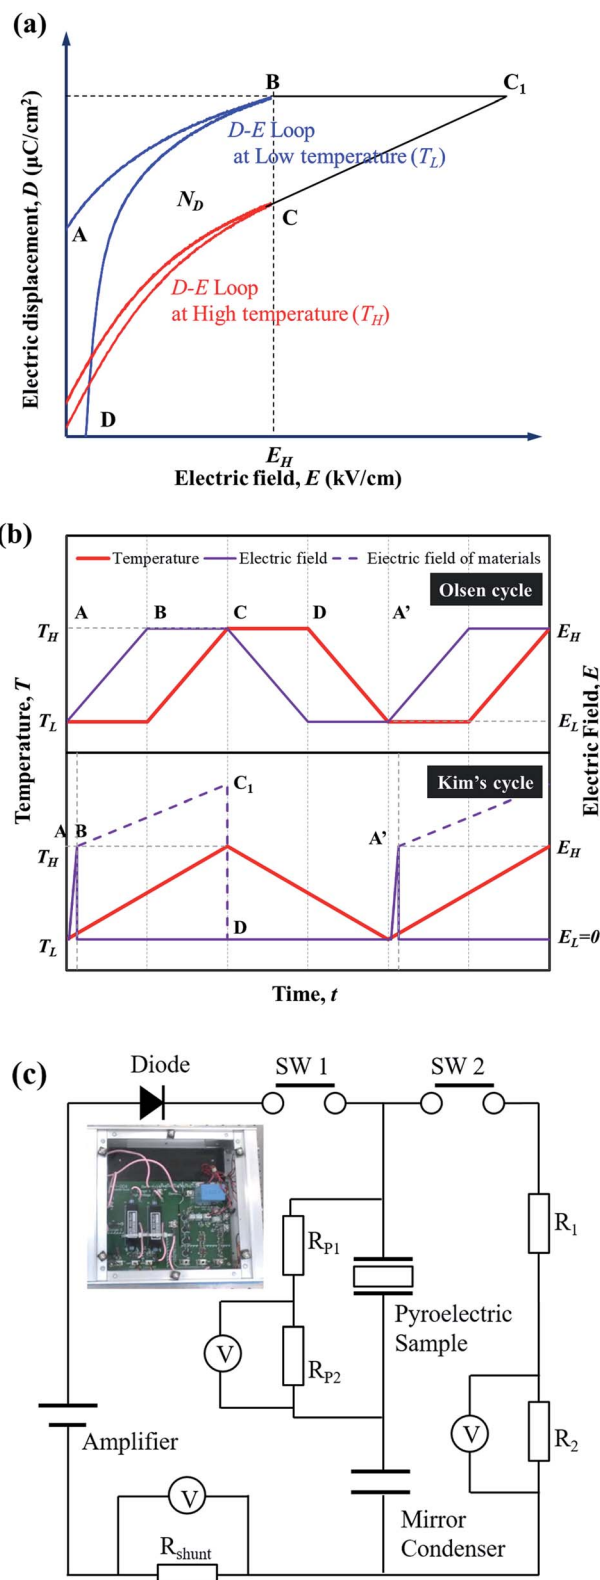 (a)
Electric displacement, D (μC/cm²)
B
C₁
D-E Loop
at Low temperature (T_L)
N_D
A
C
D-E Loop
at High temperature (T_H)
D
E_H
Electric field, E (kV/cm)
(b)
Temperature
Electric field
Eiectric field of materials
Olsen cycle
A
B
C
D
A’
T_H
E_H
T_L
E_L
Temperature, T
Electric Field, E
Kim’s cycle
C₁
A
B
A’
T_H
E_H
D
T_L
E_L=0
Time, t
(c)
Diode
SW 1
SW 2
R_P1
R₁
Pyroelectric
Sample
V
R_P2
V
R₂
Amplifier
V
Mirror
Condenser
R_shunt